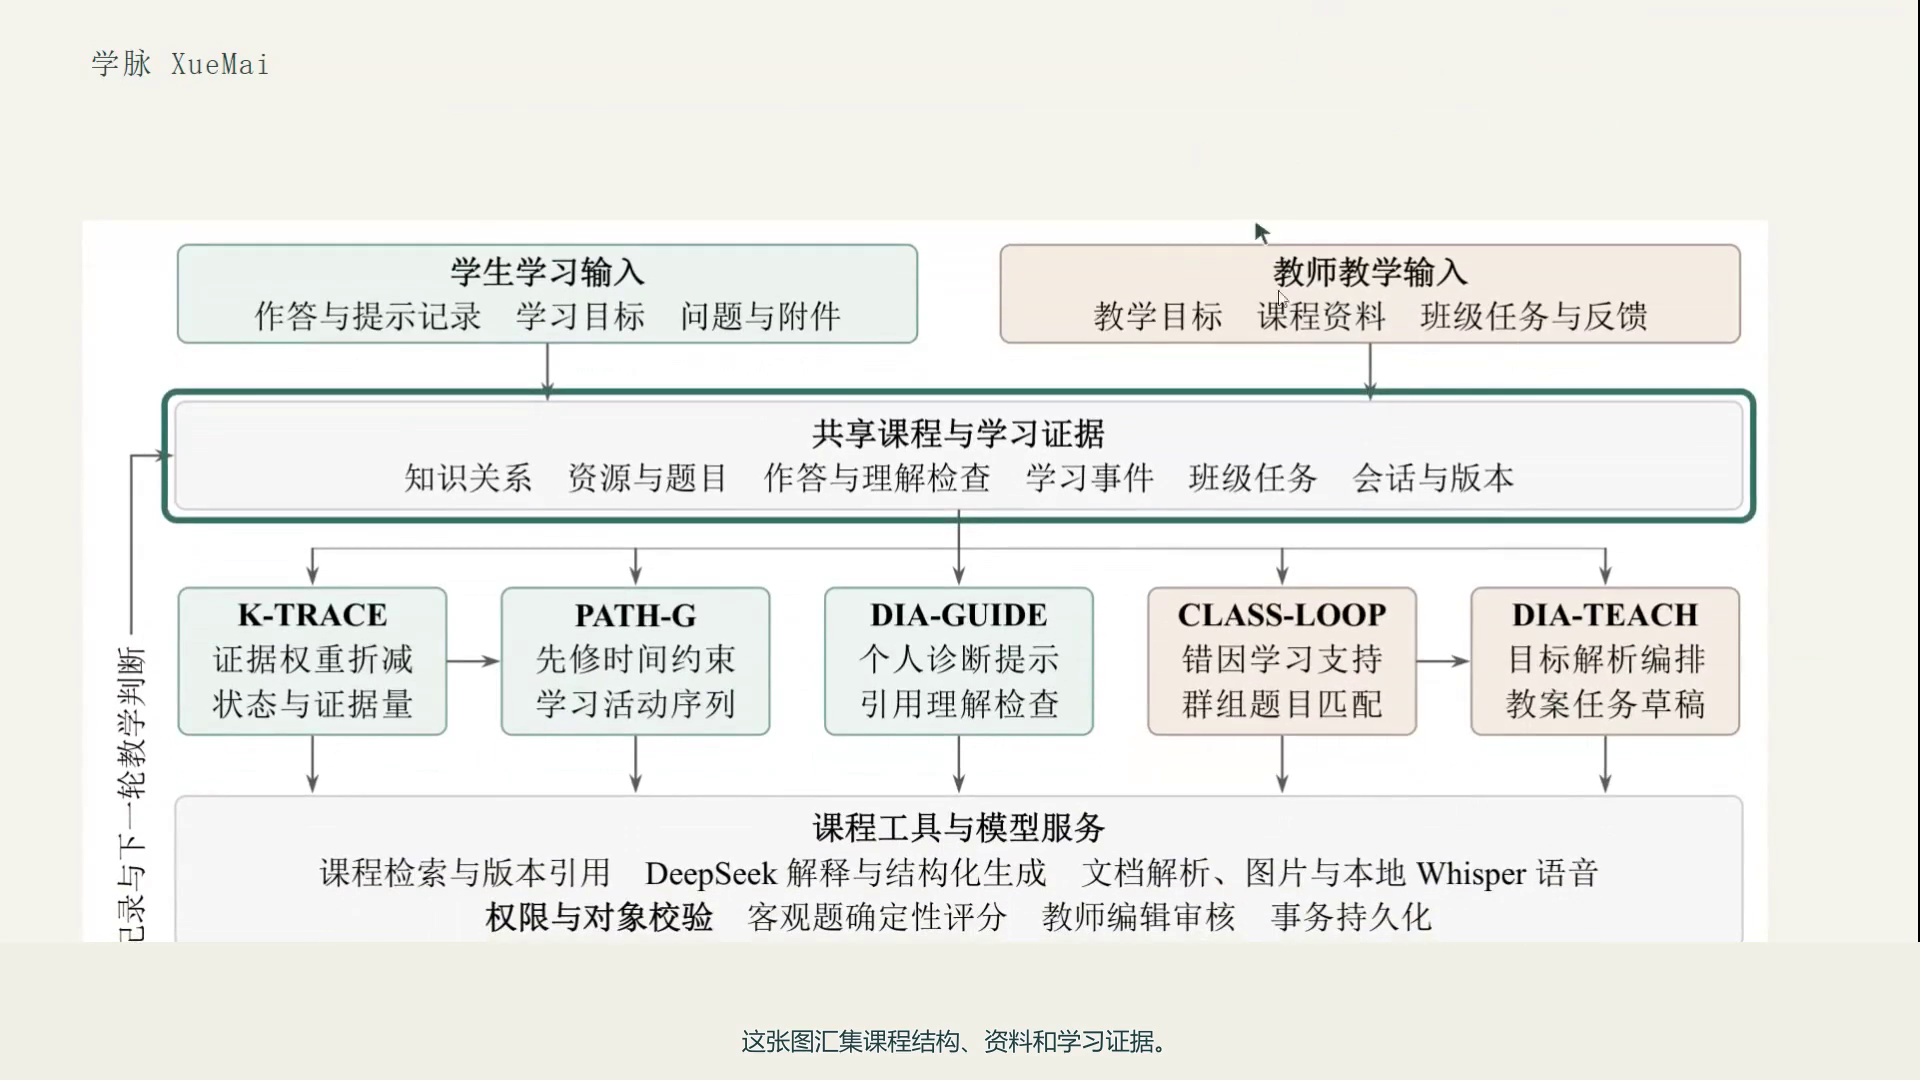 学脉 XueMai
学生学习输入
作答与提示记录 学习目标 问题与附件
教师教学输入
教学目标 课程资料 班级任务与反馈
共享课程与学习证据
知识关系 资源与题目 作答与理解检查 学习事件 班级任务 会话与版本
K-TRACE
证据权重折减
状态与证据量
PATH-G
先修时间约束
学习活动序列
DIA-GUIDE
个人诊断提示
引用理解检查
CLASS-LOOP
错因学习支持
群组题目匹配
DIA-TEACH
目标解析编排
教案任务草稿
记录与下一轮教学判断
课程工具与模型服务
课程检索与版本引用 DeepSeek 解释与结构化生成 文档解析、图片与本地 Whisper 语音
权限与对象校验 客观题确定性评分 教师编辑审核 事务持久化
这张图汇集课程结构、资料和学习证据。